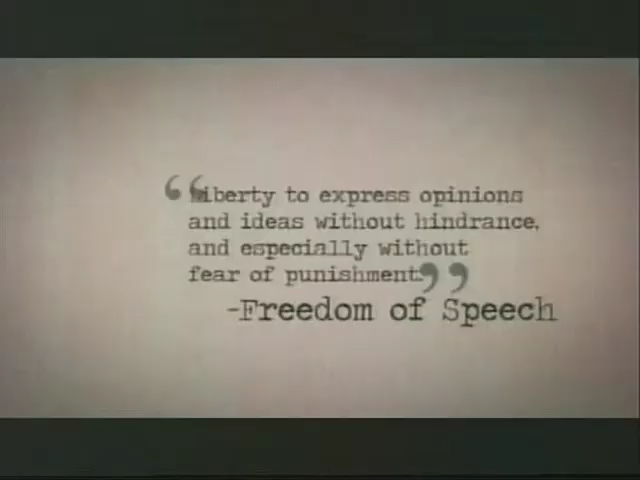 “Liberty to express opinions
and ideas without hindrance,
and especially without
fear of punishment”
-Freedom of Speech